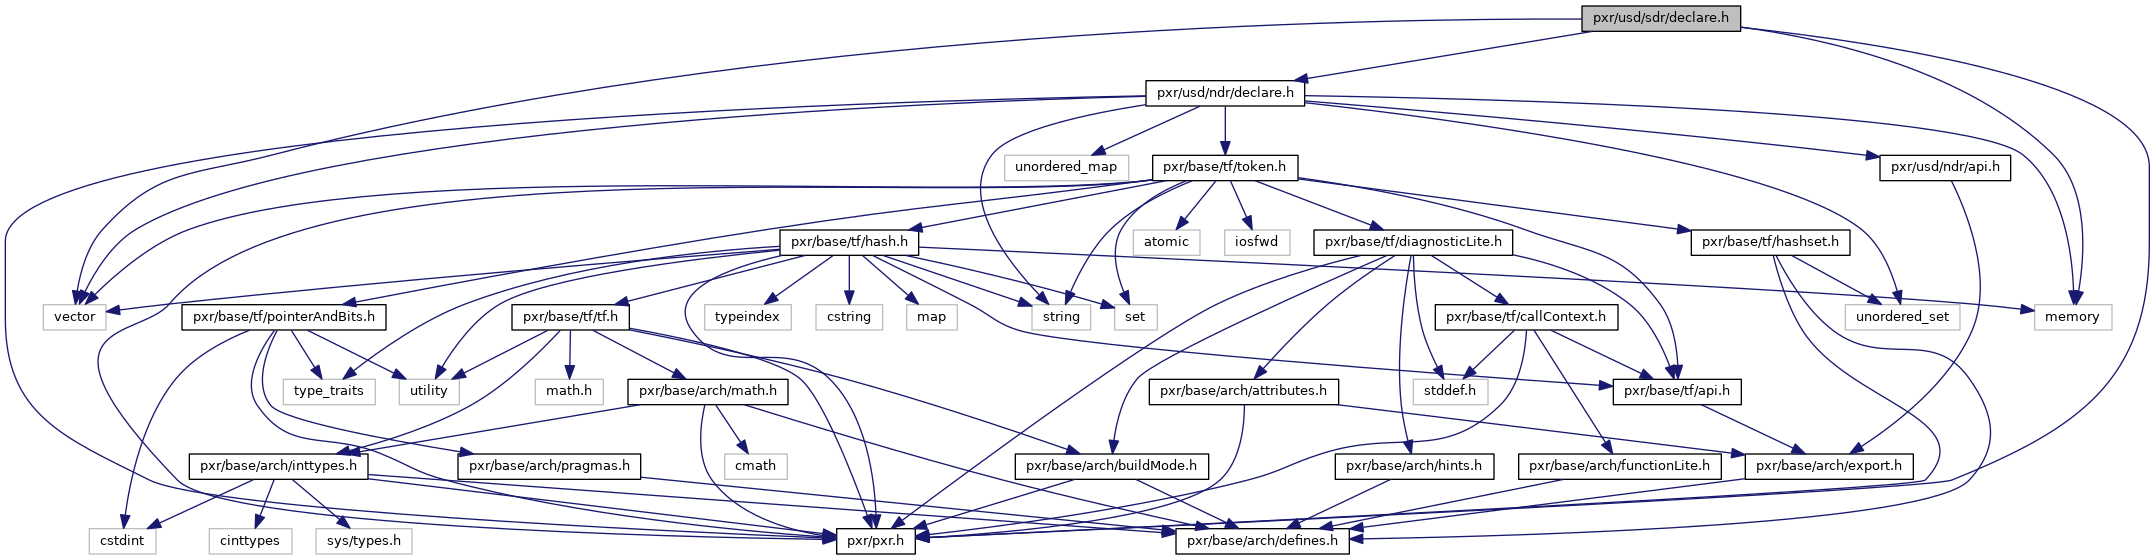 pxr/usd/sdr/declare.h
pxr/usd/ndr/declare.h
unordered_map
pxr/base/tf/token.h
pxr/usd/ndr/api.h
pxr/base/tf/hash.h
atomic
iosfwd
pxr/base/tf/diagnosticLite.h
pxr/base/tf/hashset.h
vector
pxr/base/tf/pointerAndBits.h
pxr/base/tf/tf.h
typeindex
cstring
map
string
set
pxr/base/tf/callContext.h
unordered_set
memory
type_traits
utility
math.h
pxr/base/arch/math.h
pxr/base/arch/attributes.h
stddef.h
pxr/base/tf/api.h
pxr/base/arch/inttypes.h
pxr/base/arch/pragmas.h
cmath
pxr/base/arch/buildMode.h
pxr/base/arch/hints.h
pxr/base/arch/functionLite.h
pxr/base/arch/export.h
cstdint
cinttypes
sys/types.h
pxr/pxr.h
pxr/base/arch/defines.h